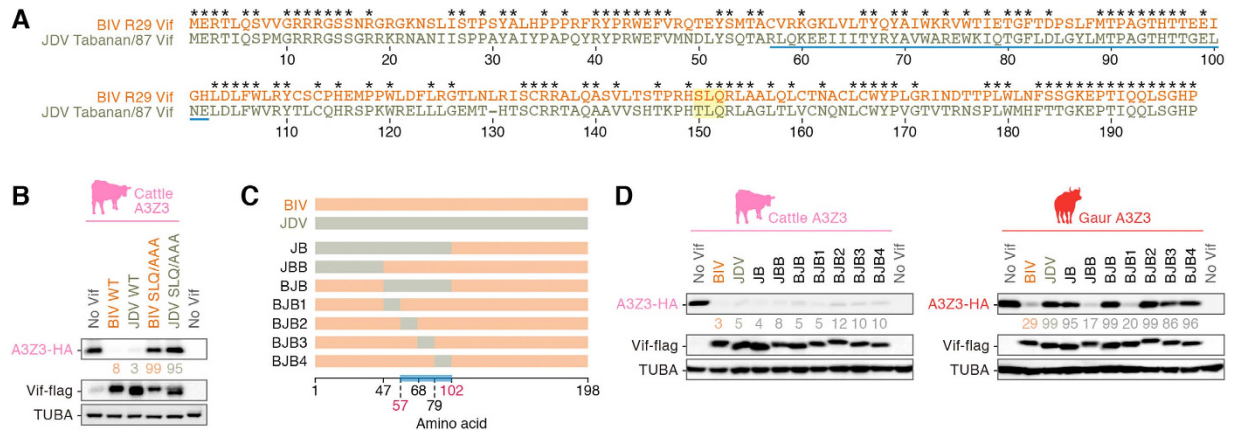 A
BIV R29 Vif MERTLQSVVGRRRGSSNRGRGKNSLISTPSYALHPPPRFRYPRWEFVRQTEYSMTACVRKGKLVLTYQYAIWKRVWTIETGFTDPSLFMTPAGTHTTEEI
JDV Tabanan/87 Vif MERTIQSPMGRRRGSSGRRKRNANIISPPAYAIYPAPQYRYPRWEFVMNDLYSQTARLQKEEIIITYRYAVWAREWKIQTGFLDLGYLMTPAGTHTTGEL
10 20 30 40 50 60 70 80 90 100
BIV R29 Vif GHLDLFWLRYCSCPHEMPPWLDFLRGTLNLRISCRRALQASVLTSTPRHSLQRLAALQLCTNACLCWYPLGRINDTTPLWLNFSSGKEPTIQQLSGHP
JDV Tabanan/87 Vif NELDLFWVRYTLCQHRSPKWRELLLGEMT-HTSCRRTAQAAVVSHTKPHTLQRLAGLTLVCNQNLCWYPVGTVTRNSPLWMHFTTGKEPTIQQLSGHP
110 120 130 140 150 160 170 180 190
B
Cattle
A3Z3
No Vif
BIV WT
JDV WT
BIV SLQ/AAA
JDV SLQ/AAA
No Vif
A3Z3-HA
8 3 99 95
Vif-flag
TUBA
C
BIV
JDV
JB
JBB
BJB
BJB1
BJB2
BJB3
BJB4
1 47 68 102 198
57 79
Amino acid
D
Cattle A3Z3
No Vif
BIV
JDV
JB
JBB
BJB
BJB1
BJB2
BJB3
BJB4
No Vif
A3Z3-HA
3 5 4 8 5 5 12 10 10
Vif-flag
TUBA
Gaur A3Z3
No Vif
BIV
JDV
JB
JBB
BJB
BJB1
BJB2
BJB3
BJB4
No Vif
A3Z3-HA
29 99 95 17 99 20 99 86 96
Vif-flag
TUBA